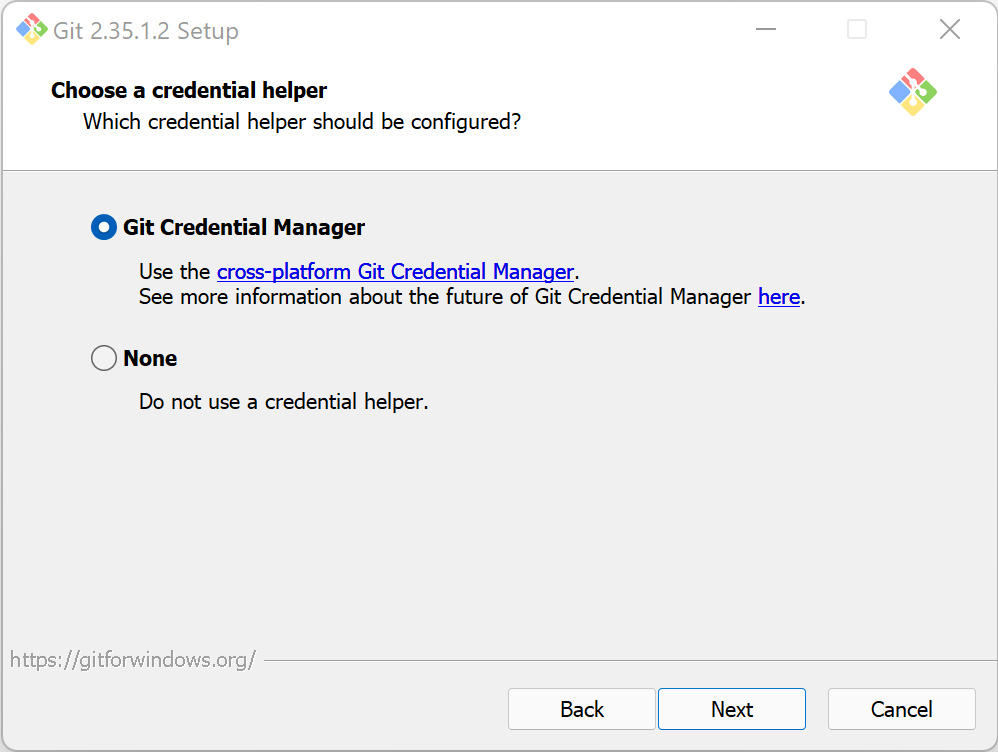 Git 2.35.1.2 Setup
Choose a credential helper
Which credential helper should be configured?
Git Credential Manager
Use the cross-platform Git Credential Manager.
See more information about the future of Git Credential Manager here.
None
Do not use a credential helper.
https://gitforwindows.org/
Back Next Cancel